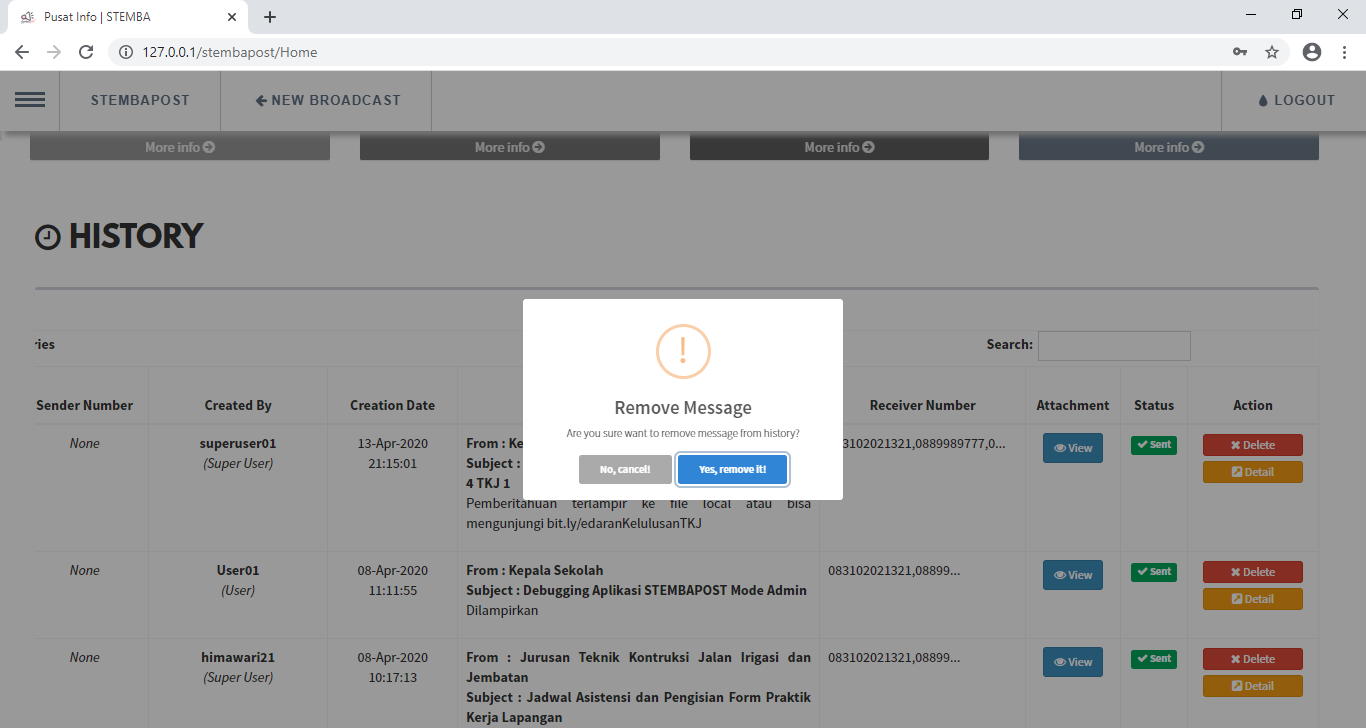 Pusat Info | STEMBA
127.0.0.1/stembapost/Home
STEMBAPOST
NEW BROADCAST
LOGOUT
More info
More info
More info
More info
HISTORY
ries
Search:
!
Remove Message
Are you sure want to remove message from history?
No, cancel!
Yes, remove it!
Sender Number
Created By
Creation Date
Receiver Number
Attachment
Status
Action
None
superuser01
(Super User)
13-Apr-2020
21:15:01
From : Ke
Subject :
4 TKJ 1
Pemberitahuan terlampir ke file local atau bisa
mengunjungi bit.ly/edaranKelulusanTKJ
83102021321,0889989777,0...
View
Sent
Delete
Detail
None
User01
(User)
08-Apr-2020
11:11:55
From : Kepala Sekolah
Subject : Debugging Aplikasi STEMBAPOST Mode Admin
Dilampirkan
083102021321,08899...
View
Sent
Delete
Detail
None
himawari21
(Super User)
08-Apr-2020
10:17:13
From : Jurusan Teknik Kontruksi Jalan Irigasi dan
Jembatan
Subject : Jadwal Asistensi dan Pengisian Form Praktik
Kerja Lapangan
083102021321,08899...
View
Sent
Delete
Detail